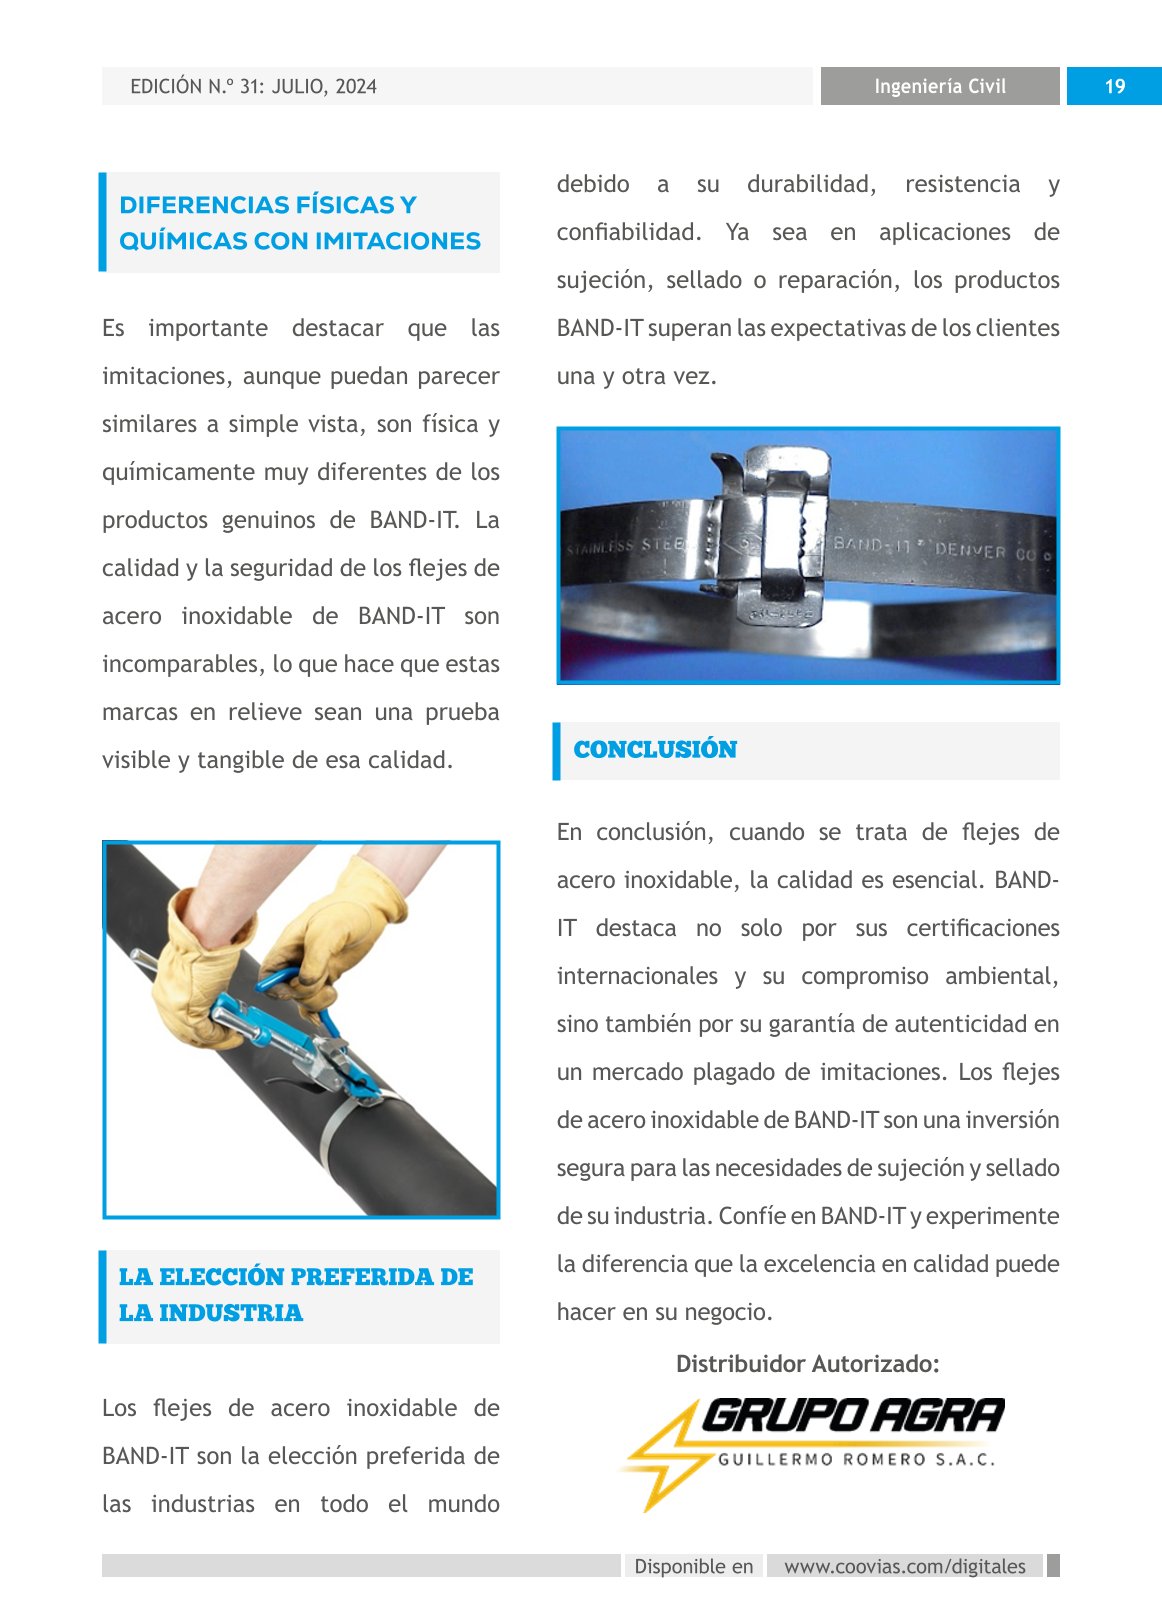 EDICIÓN N.º 31: JULIO, 2024
Ingeniería Civil
19
DIFERENCIAS FÍSICAS Y
QUÍMICAS CON IMITACIONES
Es importante destacar que las
imitaciones, aunque puedan parecer
similares a simple vista, son física y
químicamente muy diferentes de los
productos genuinos de BAND-IT. La
calidad y la seguridad de los flejes de
acero inoxidable de BAND-IT son
incomparables, lo que hace que estas
marcas en relieve sean una prueba
visible y tangible de esa calidad.
LA ELECCIÓN PREFERIDA DE
LA INDUSTRIA
Los flejes de acero inoxidable de
BAND-IT son la elección preferida de
las industrias en todo el mundo
debido a su durabilidad, resistencia y
confiabilidad. Ya sea en aplicaciones de
sujeción, sellado o reparación, los productos
BAND-IT superan las expectativas de los clientes
una y otra vez.
STAINLESS STEEL
BAND-IT® DENVER CO
CONCLUSIÓN
En conclusión, cuando se trata de flejes de
acero inoxidable, la calidad es esencial. BAND-
IT destaca no solo por sus certificaciones
internacionales y su compromiso ambiental,
sino también por su garantía de autenticidad en
un mercado plagado de imitaciones. Los flejes
de acero inoxidable de BAND-IT son una inversión
segura para las necesidades de sujeción y sellado
de su industria. Confíe en BAND-IT y experimente
la diferencia que la excelencia en calidad puede
hacer en su negocio.
Distribuidor Autorizado:
GRUPO AGRA
GUILLERMO ROMERO S.A.C.
Disponible en
www.coovias.com/digitales